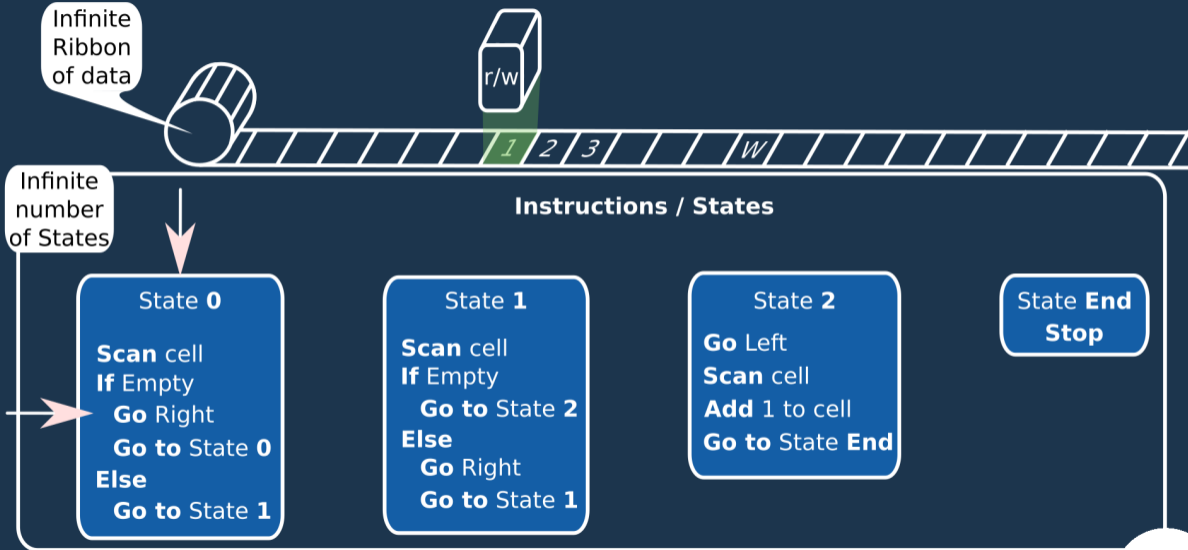 Infinite
Ribbon
of data
r/w
1 2 3 W
Infinite
number
of States
Instructions / States
State 0
Scan cell
If Empty
Go Right
Go to State 0
Else
Go to State 1
State 1
Scan cell
If Empty
Go to State 2
Else
Go Right
Go to State 1
State 2
Go Left
Scan cell
Add 1 to cell
Go to State End
State End
Stop